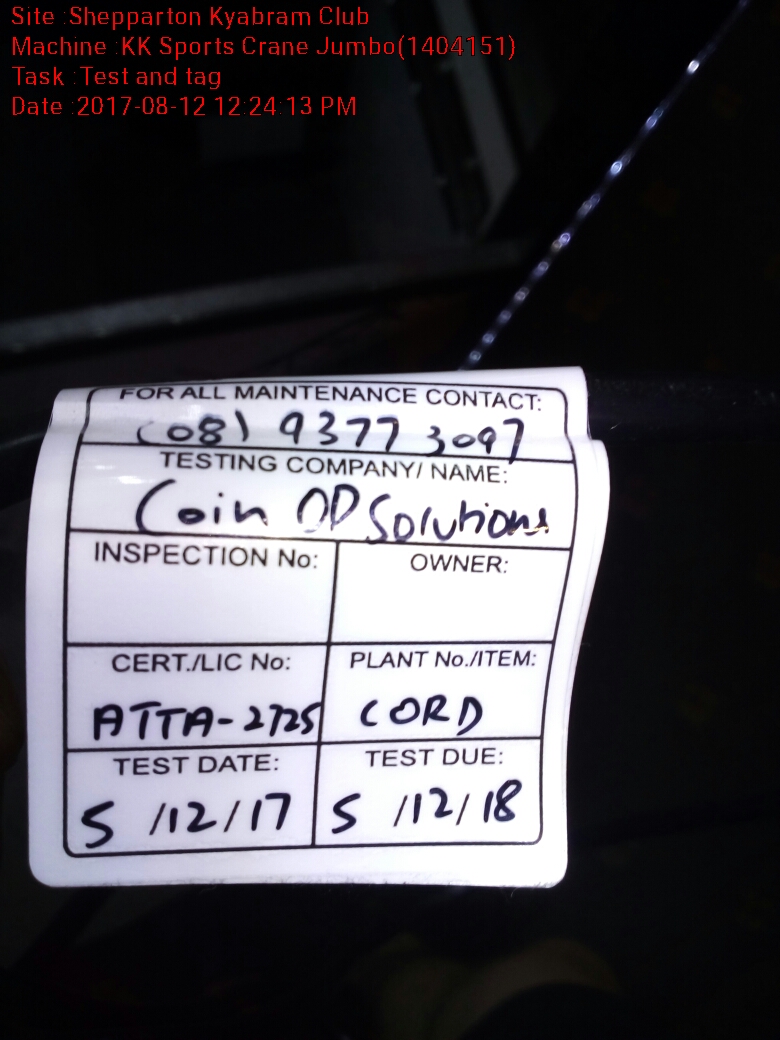 Site :Shepparton Kyabram Club
Machine :KK Sports Crane Jumbo(1404151)
Task :Test and tag
Date :2017-08-12 12:24:13 PM
FOR ALL MAINTENANCE CONTACT:
(08) 9377 3097
TESTING COMPANY/ NAME:
Coin OP Solutions
INSPECTION No: OWNER:
CERT./LIC No: PLANT No./ITEM:
ATTA-2725 CORD
TEST DATE: TEST DUE:
5 /12/17 5 /12/18